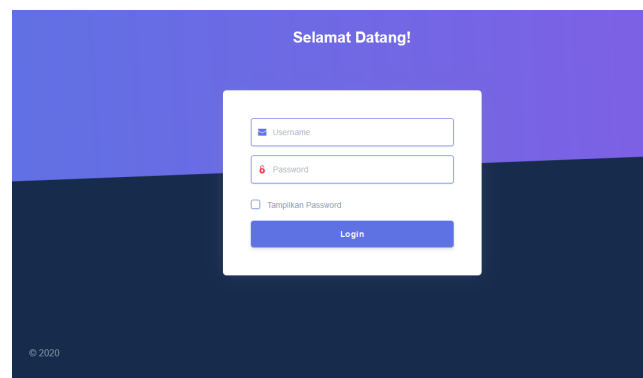 Selamat Datang!
Username
Password
Tampilkan Password
Login
© 2020